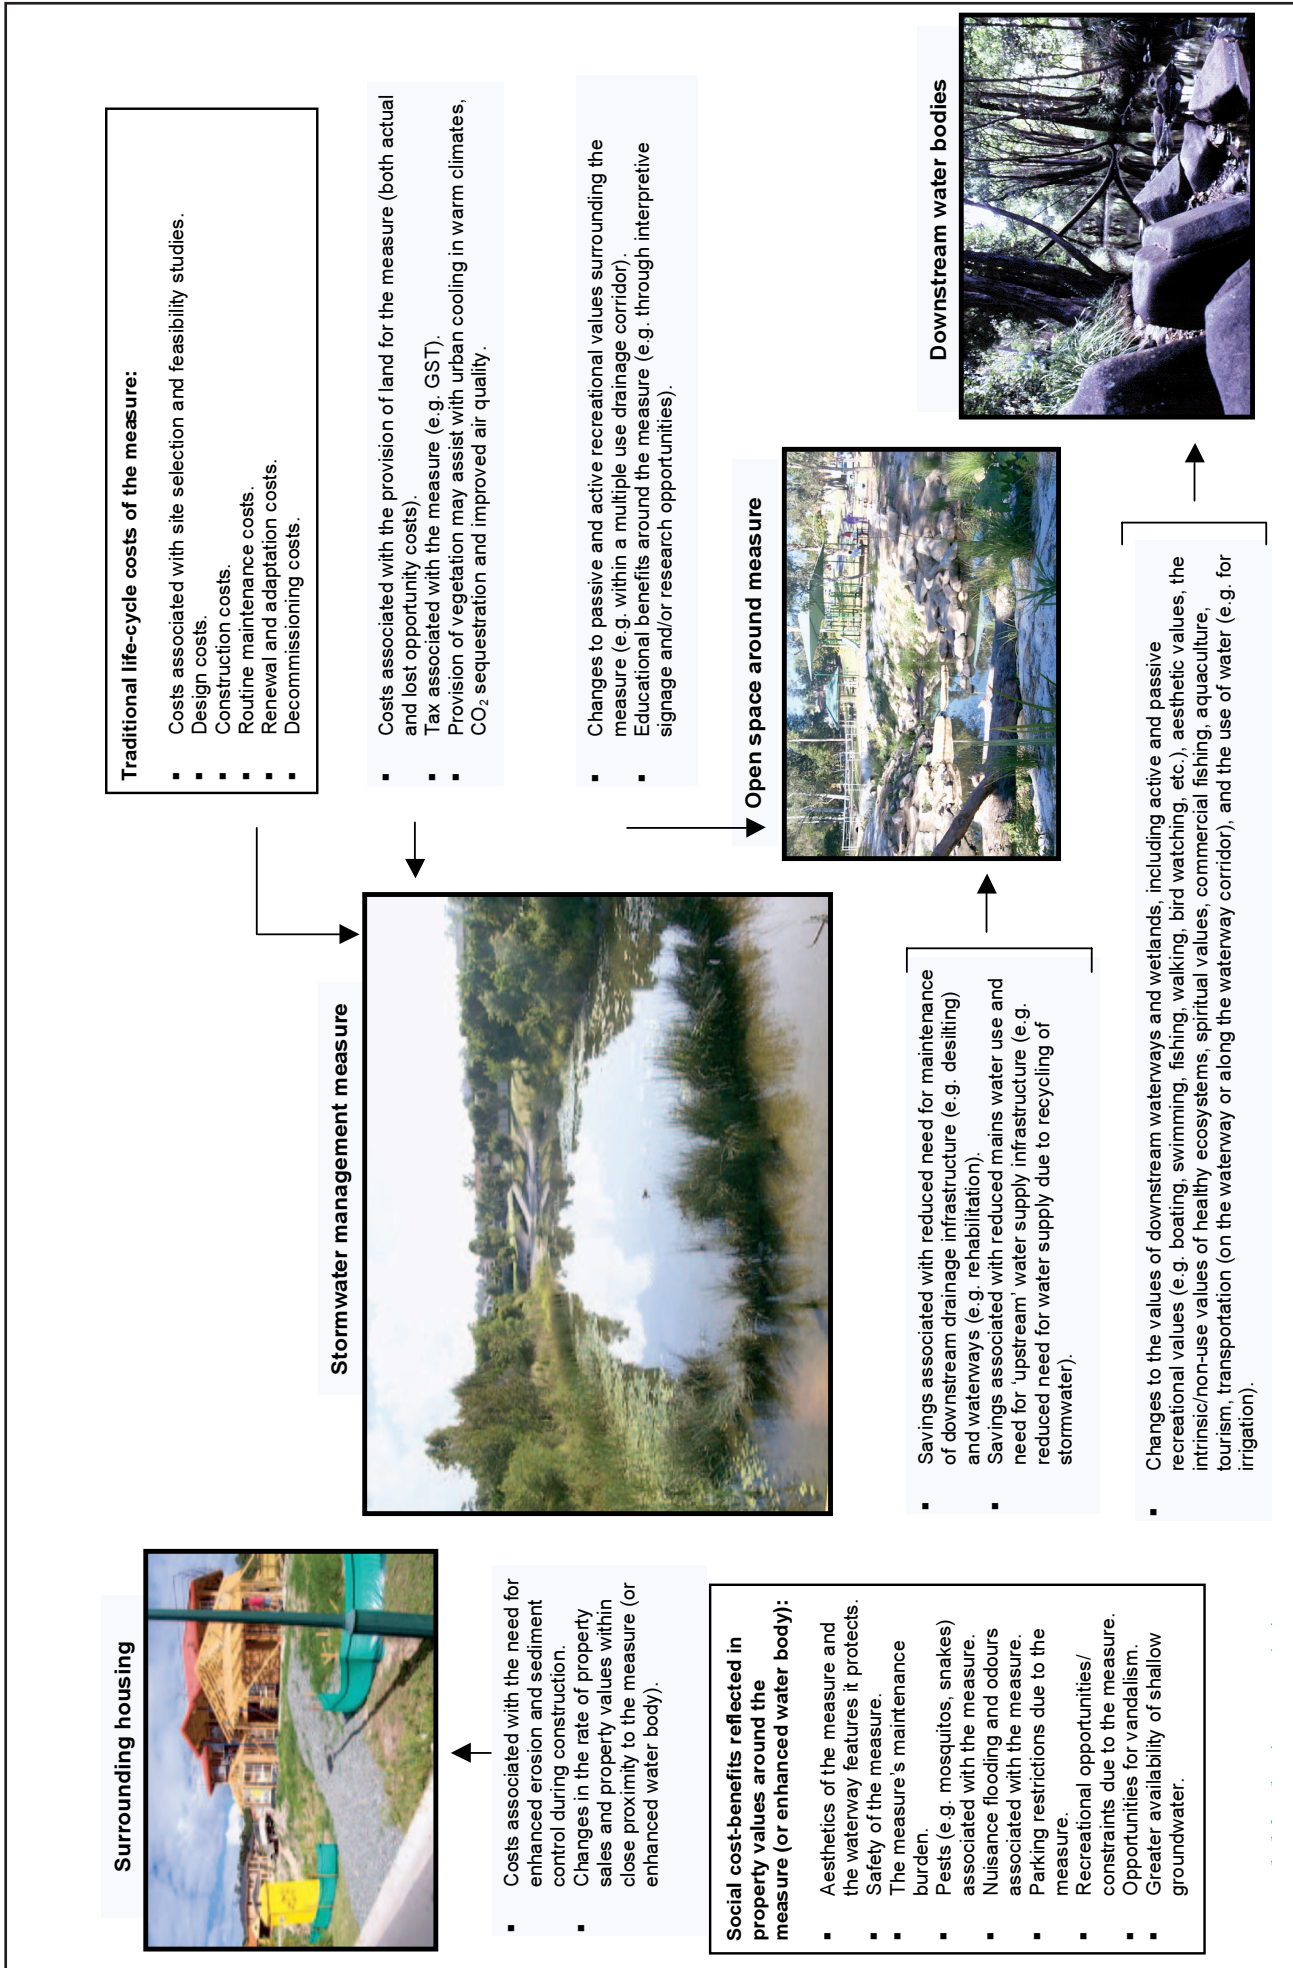 Surrounding housing
▪ Costs associated with the need for
enhanced erosion and sediment
control during construction.
▪ Changes in the rate of property
sales and property values within
close proximity to the measure (or
enhanced water body).
Social cost-benefits reflected in
property values around the
measure (or enhanced water body):
▪ Aesthetics of the measure and
the waterway features it protects.
▪ Safety of the measure.
▪ The measure's maintenance
burden.
▪ Pests (e.g. mosquitos, snakes)
associated with the measure.
▪ Nuisance flooding and odours
associated with the measure.
▪ Parking restrictions due to the
measure.
▪ Recreational opportunities/
constraints due to the measure.
▪ Opportunities for vandalism.
▪ Greater availability of shallow
groundwater.
Stormwater management measure
Traditional life-cycle costs of the measure:
▪ Costs associated with site selection and feasibility studies.
▪ Design costs.
▪ Construction costs.
▪ Routine maintenance costs.
▪ Renewal and adaptation costs.
▪ Decommissioning costs.
▪ Costs associated with the provision of land for the measure (both actual
and lost opportunity costs).
▪ Tax associated with the measure (e.g. GST).
▪ Provision of vegetation may assist with urban cooling in warm climates,
CO₂ sequestration and improved air quality.
▪ Changes to passive and active recreational values surrounding the
measure (e.g. within a multiple use drainage corridor).
▪ Educational benefits around the measure (e.g. through interpretive
signage and/or research opportunities).
Open space around measure
▪ Savings associated with reduced need for maintenance
of downstream drainage infrastructure (e.g. desilting)
and waterways (e.g. rehabilitation).
▪ Savings associated with reduced mains water use and
need for 'upstream' water supply infrastructure (e.g.
reduced need for water supply due to recycling of
stormwater).
Downstream water bodies
▪ Changes to the values of downstream waterways and wetlands, including active and passive
recreational values (e.g. boating, swimming, fishing, walking, bird watching, etc.), aesthetic values, the
intrinsic/non-use values of healthy ecosystems, spiritual values, commercial fishing, aquaculture,
tourism, transportation (on the waterway or along the waterway corridor), and the use of water (e.g. for
irrigation).